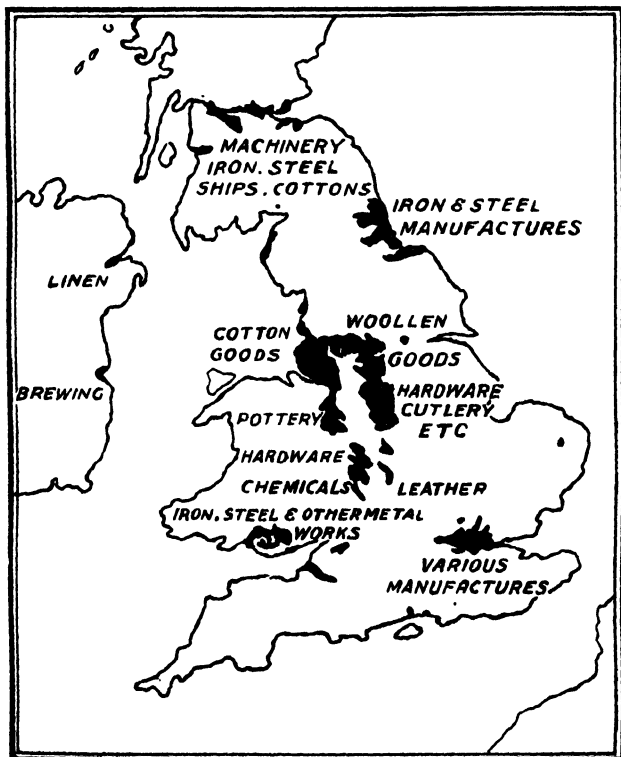 MACHINERY
IRON. STEEL
SHIPS. COTTONS
IRON & STEEL
MANUFACTURES
LINEN
COTTON
GOODS
WOOLLEN
GOODS
BREWING
HARDWARE
CUTLERY
ETC
POTTERY
HARDWARE
CHEMICALS
LEATHER
IRON. STEEL & OTHER METAL
WORKS
VARIOUS
MANUFACTURES